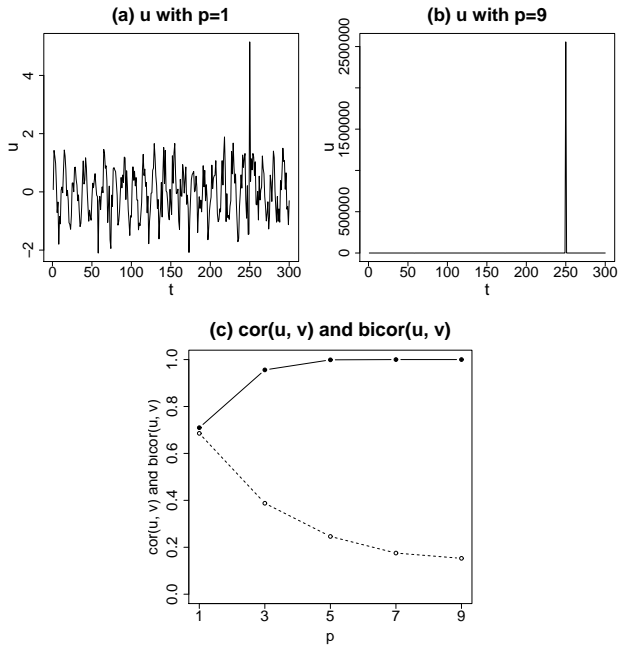 (a) u with p=1
u
−2
0
2
4
0 50 100 150 200 250 300
t
(b) u with p=9
u
0
500000
1500000
2500000
0 50 100 150 200 250 300
t
(c) cor(u, v) and bicor(u, v)
cor(u, v) and bicor(u, v)
0.0
0.2
0.4
0.6
0.8
1.0
1 3 5 7 9
p